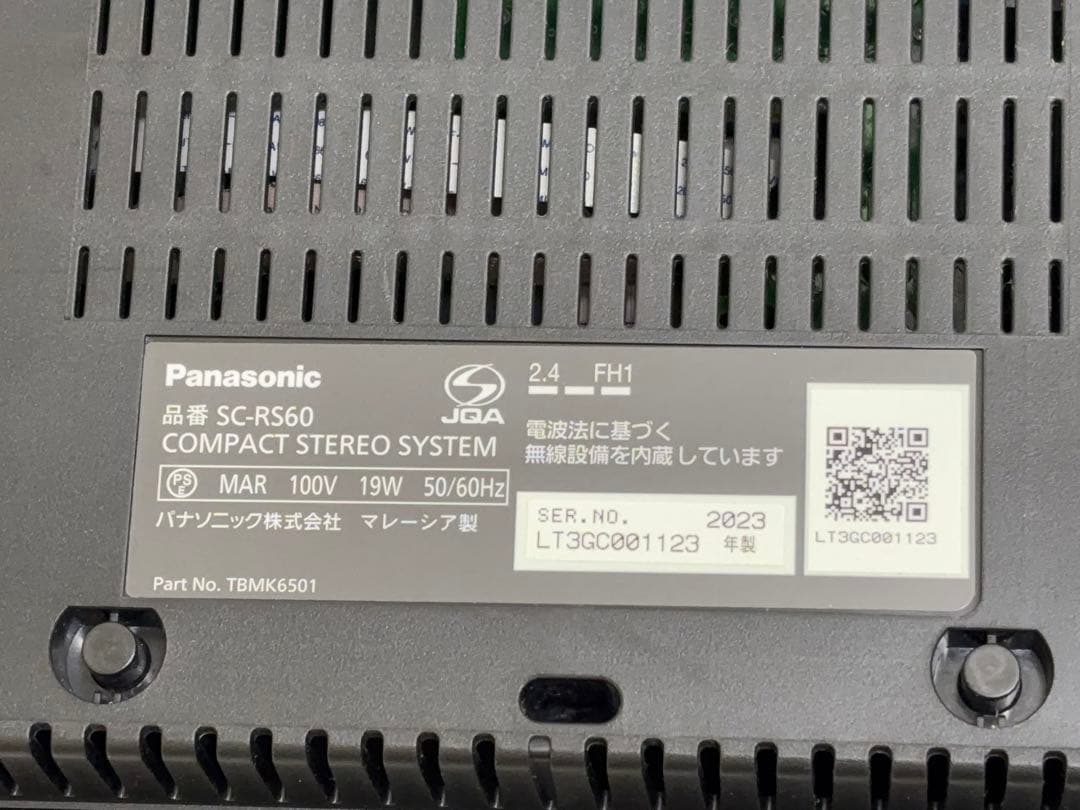 Panasonic
品番 SC-RS60
COMPACT STEREO SYSTEM
PSE MAR 100V 19W 50/60Hz
パナソニック株式会社 マレーシア製
Part No. TBMK6501
JQA
2.4 FH1
電波法に基づく
無線設備を内蔵しています
SER.NO. 2023
LT3GC001123 年製
LT3GC001123